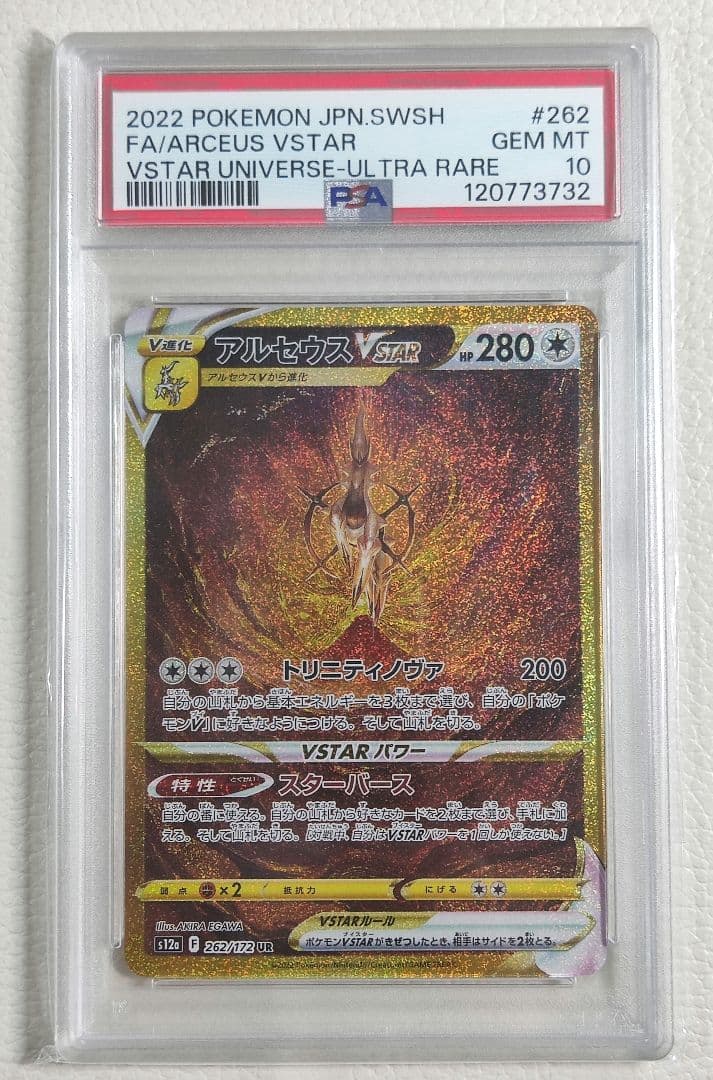 2022 POKEMON JPN.SWSH #262
FA/ARCEUS VSTAR GEM MT
VSTAR UNIVERSE-ULTRA RARE 10
PSA 120773732
V進化 アルセウス VSTAR HP 280
アルセウスVから進化
トリニティノヴァ 200
自分の山札から基本エネルギーを3枚まで選び、自分の「ポケ
モンV」に好きなようにつける。そして山札を切る。
VSTARパワー
特性 スターバース
自分の番に使える。自分の山札から好きなカードを2枚まで選び、手札に加
える。そして山札を切る。[対戦中、自分はVSTARパワーを1回しか使えない。]
弱点 ×2 抵抗力 にげる
Illus. AKIRA EGAWA
VSTARルール
s12a F 262/172 UR
ポケモンVSTARがきぜつしたとき、相手はサイドを2枚とる。
©2022 Pokémon/Nintendo/Creatures/GAME FREAK